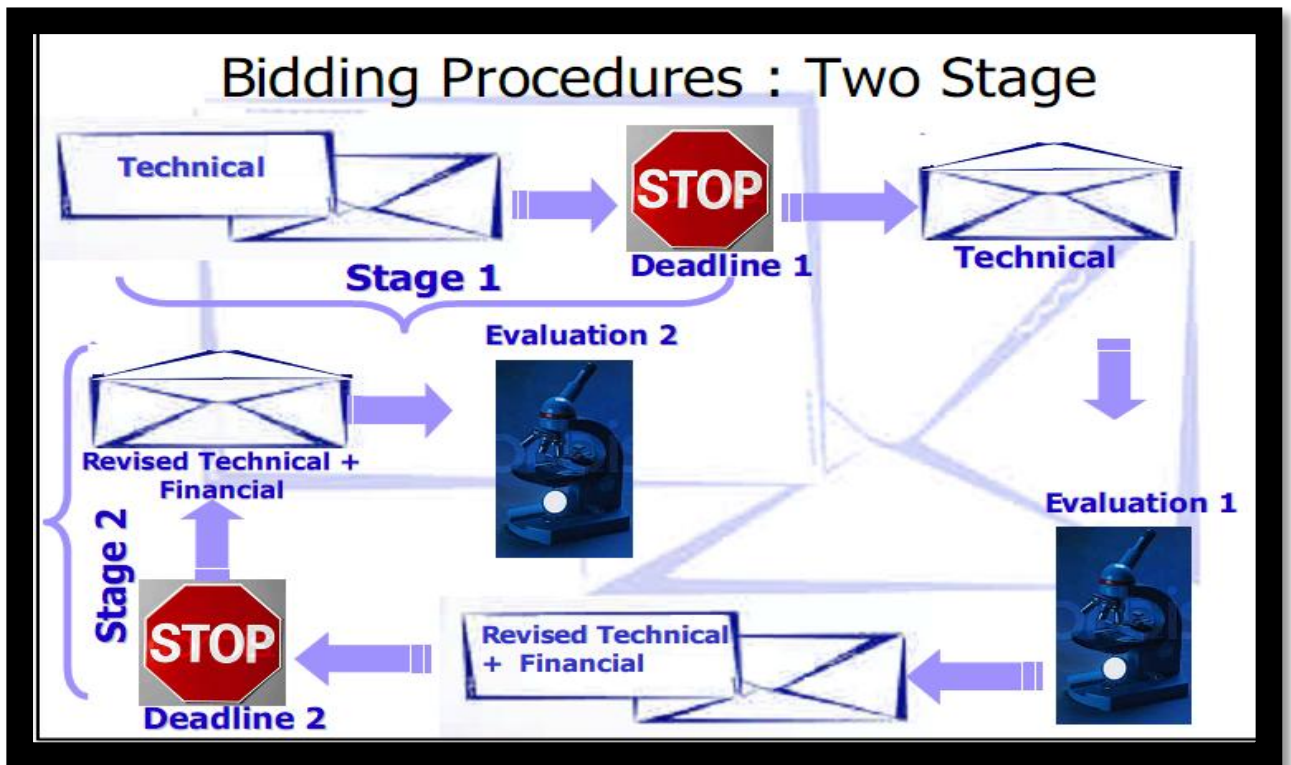 Bidding Procedures : Two Stage
Technical
STOP
Deadline 1
Technical
Stage 1
Evaluation 2
Revised Technical +
Financial
Evaluation 1
Stage 2
STOP
Deadline 2
Revised Technical
+ Financial